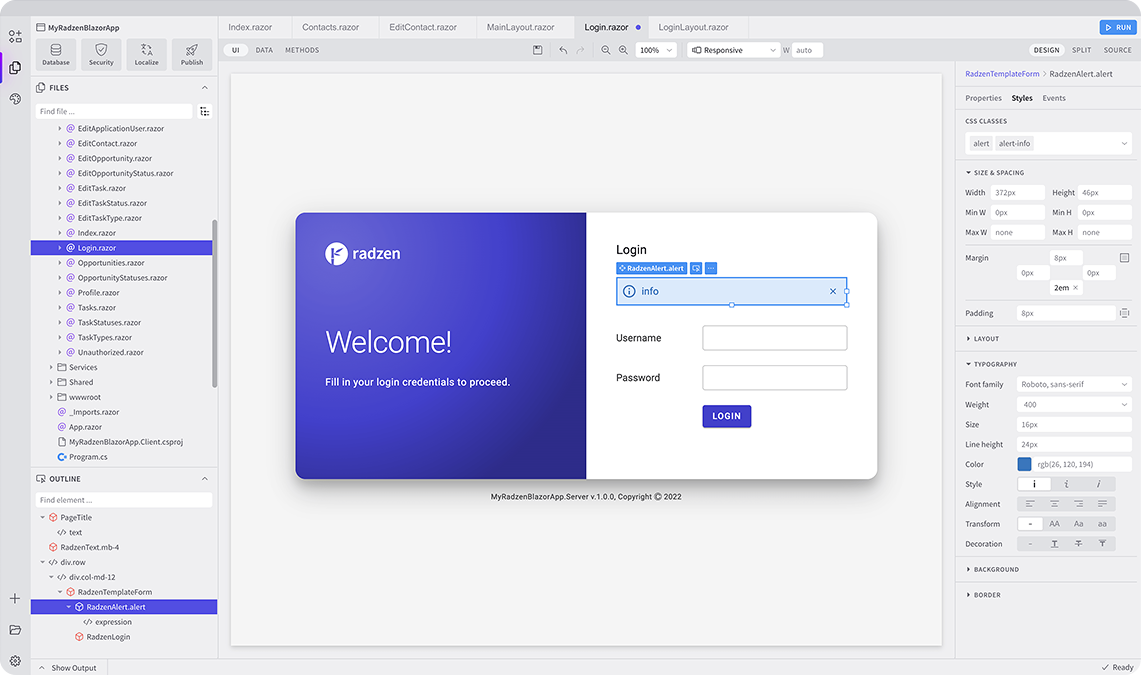 MyRadzenBlazorApp
Database Security Localize Publish
FILES
Find file ...
EditApplicationUser.razor
EditContact.razor
EditOpportunity.razor
EditOpportunityStatus.razor
EditTask.razor
EditTaskStatus.razor
EditTaskType.razor
Index.razor
Login.razor
Opportunities.razor
OpportunityStatuses.razor
Profile.razor
Tasks.razor
TaskStatuses.razor
TaskTypes.razor
Unauthorized.razor
Services
Shared
wwwroot
_Imports.razor
App.razor
MyRadzenBlazorApp.Client.csproj
Program.cs
OUTLINE
Find element ...
PageTitle
text
RadzenText.mb-4
div.row
div.col-md-12
RadzenTemplateForm
RadzenAlert.alert
expression
RadzenLogin
Show Output
Index.razor Contacts.razor EditContact.razor MainLayout.razor Login.razor LoginLayout.razor
RUN
UI DATA METHODS 100% Responsive W auto DESIGN SPLIT SOURCE
radzen
Welcome!
Fill in your login credentials to proceed.
Login
RadzenAlert.alert
info
Username
Password
LOGIN
MyRadzenBlazorApp.Server v.1.0.0, Copyright © 2022
RadzenTemplateForm > RadzenAlert.alert
Properties Styles Events
CSS CLASSES
alert alert-info
SIZE & SPACING
Width 372px Height 46px
Min W 0px Min H 0px
Max W none Max H none
Margin 8px
0px 0px
2em ×
Padding 8px
LAYOUT
TYPOGRAPHY
Font family Roboto, sans-serif
Weight 400
Size 16px
Line height 24px
Color rgb(26, 120, 194)
Style i i i
Alignment
Transform - AA Aa aa
Decoration - T T T
BACKGROUND
BORDER
Ready